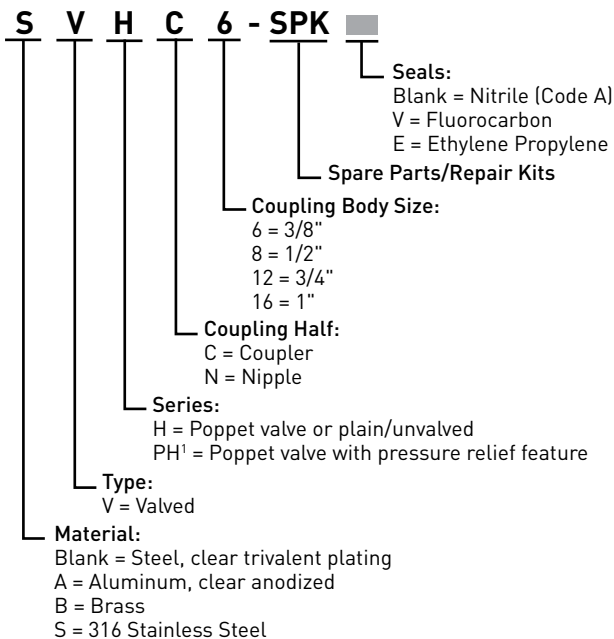 S V H C 6 - SPK
Seals:
Blank = Nitrile (Code A)
V = Fluorocarbon
E = Ethylene Propylene
Spare Parts/Repair Kits
Coupling Body Size:
6 = 3/8"
8 = 1/2"
12 = 3/4"
16 = 1"
Coupling Half:
C = Coupler
N = Nipple
Series:
H = Poppet valve or plain/unvalved
PH¹ = Poppet valve with pressure relief feature
Type:
V = Valved
Material:
Blank = Steel, clear trivalent plating
A = Aluminum, clear anodized
B = Brass
S = 316 Stainless Steel